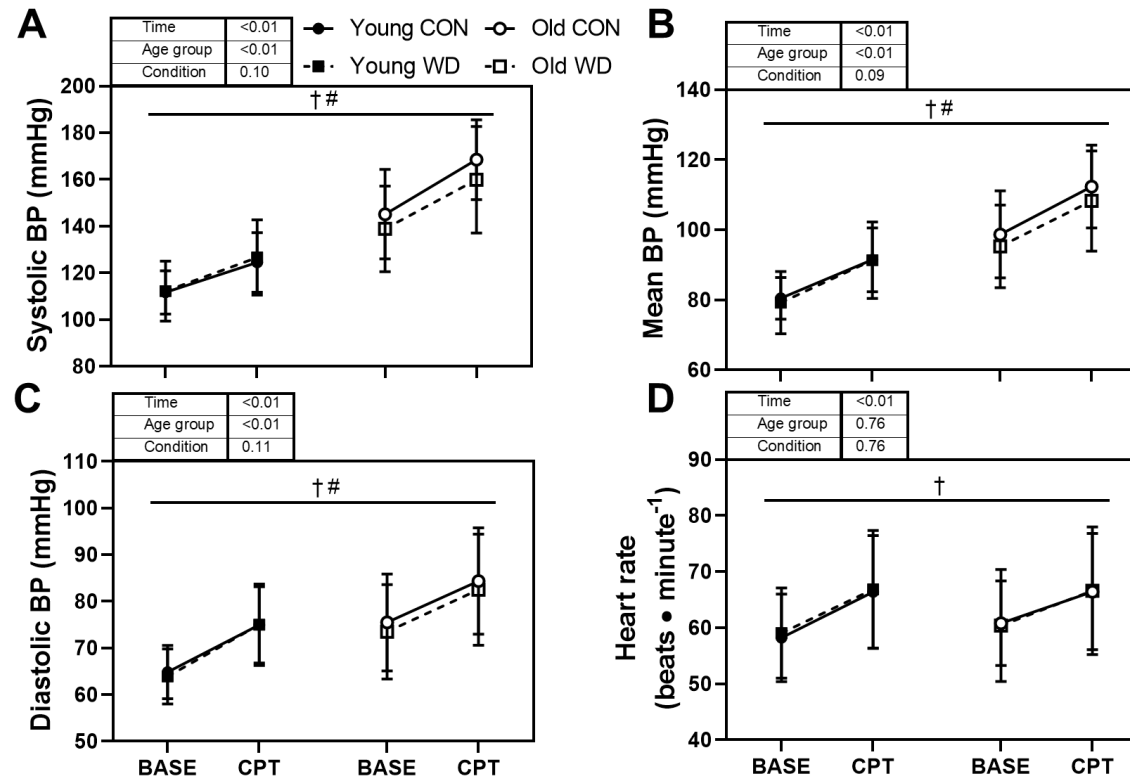 A
Time <0.01
Age group <0.01
Condition 0.10
Young CON Old CON
Young WD Old WD
† #
Systolic BP (mmHg)
200
180
160
140
120
100
80
B
Time <0.01
Age group <0.01
Condition 0.09
† #
Mean BP (mmHg)
140
120
100
80
60
C
Time <0.01
Age group <0.01
Condition 0.11
† #
Diastolic BP (mmHg)
110
100
90
80
70
60
50
BASE CPT BASE CPT
D
Time <0.01
Age group 0.76
Condition 0.76
†
Heart rate
(beats • minute⁻¹)
90
80
70
60
50
40
BASE CPT BASE CPT